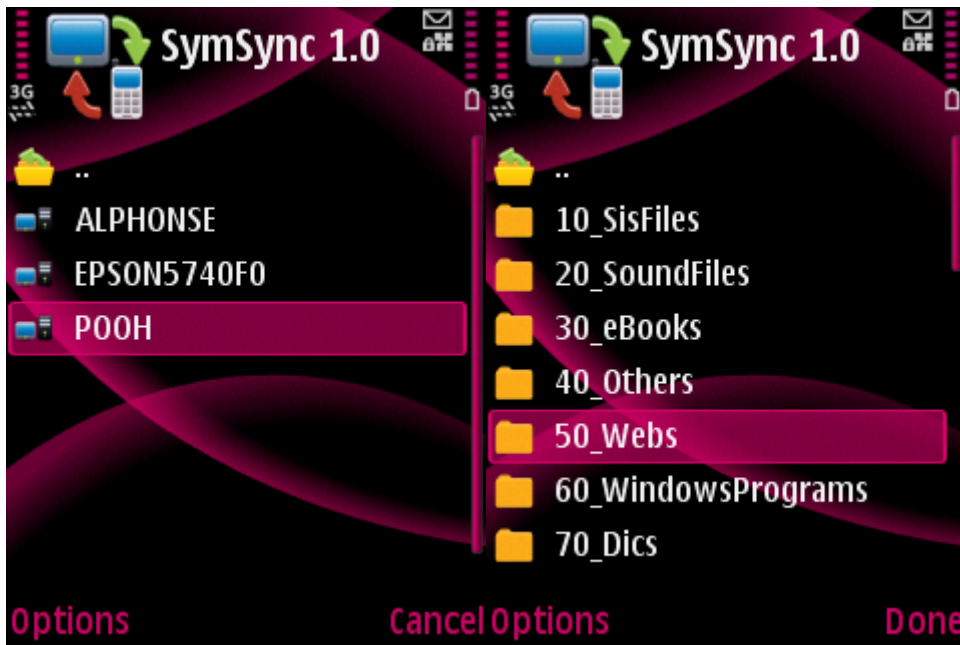 SymSync 1.0
3G
..
ALPHONSE
EPSON5740F0
POOH
Options
Cancel
SymSync 1.0
3G
..
10_SisFiles
20_SoundFiles
30_eBooks
40_Others
50_Webs
60_WindowsPrograms
70_Dics
Options
Done